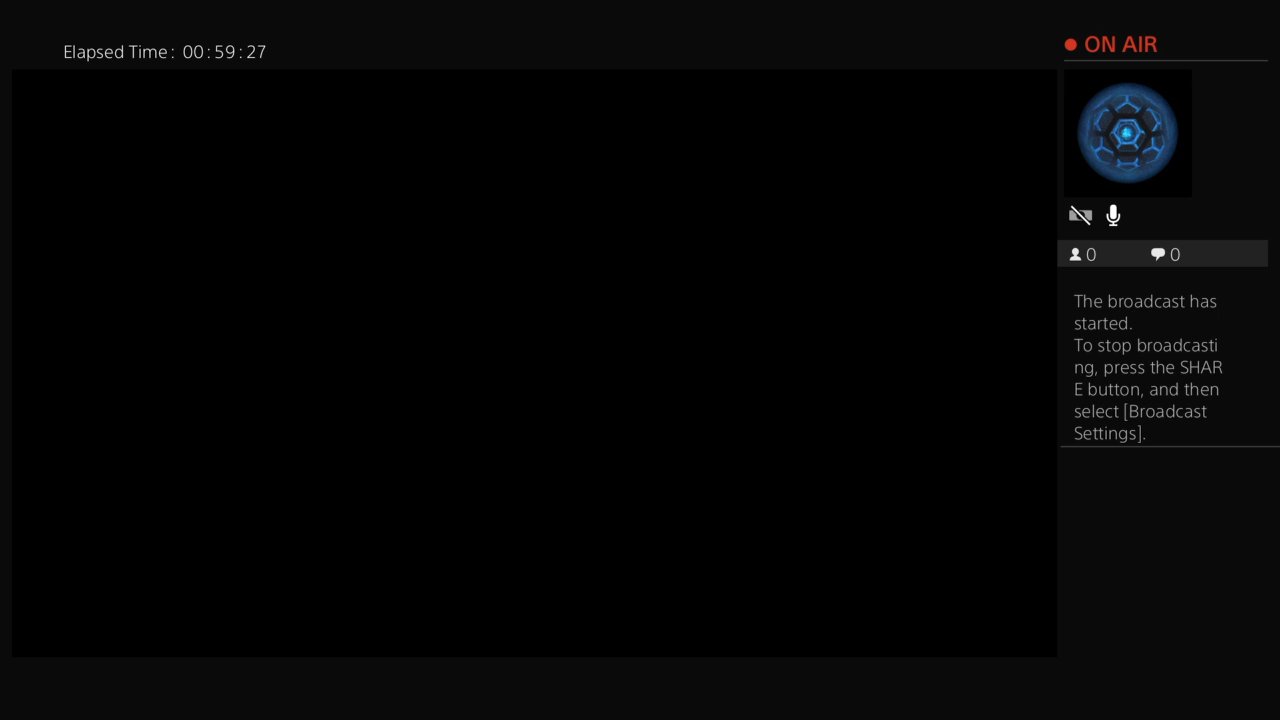 Elapsed Time: 00:59:27
ON AIR
0 0
The broadcast has
started.
To stop broadcasti
ng, press the SHAR
E button, and then
select [Broadcast
Settings].